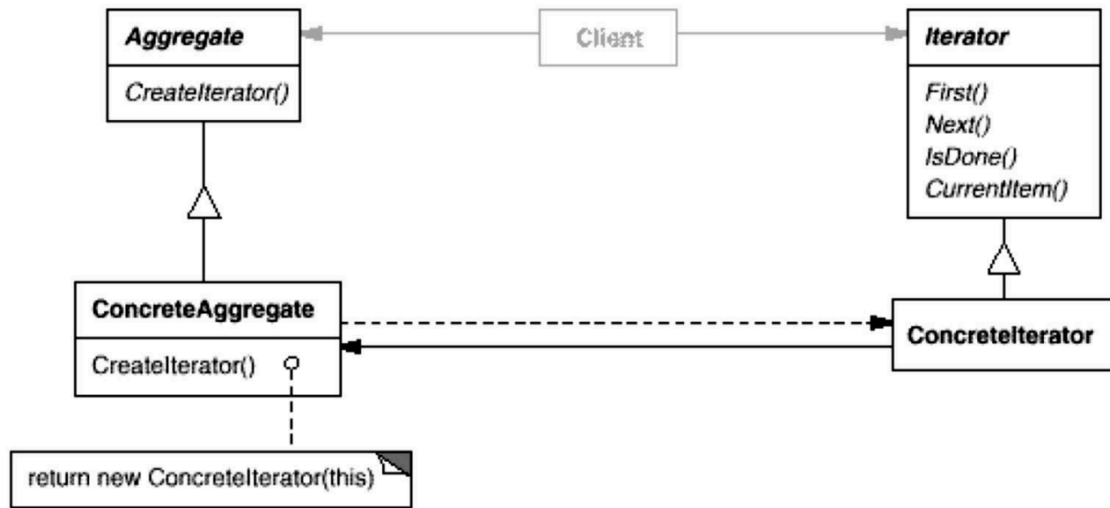 Aggregate
CreateIterator()
Client
Iterator
First()
Next()
IsDone()
CurrentItem()
ConcreteAggregate
CreateIterator()
ConcreteIterator
return new ConcreteIterator(this)